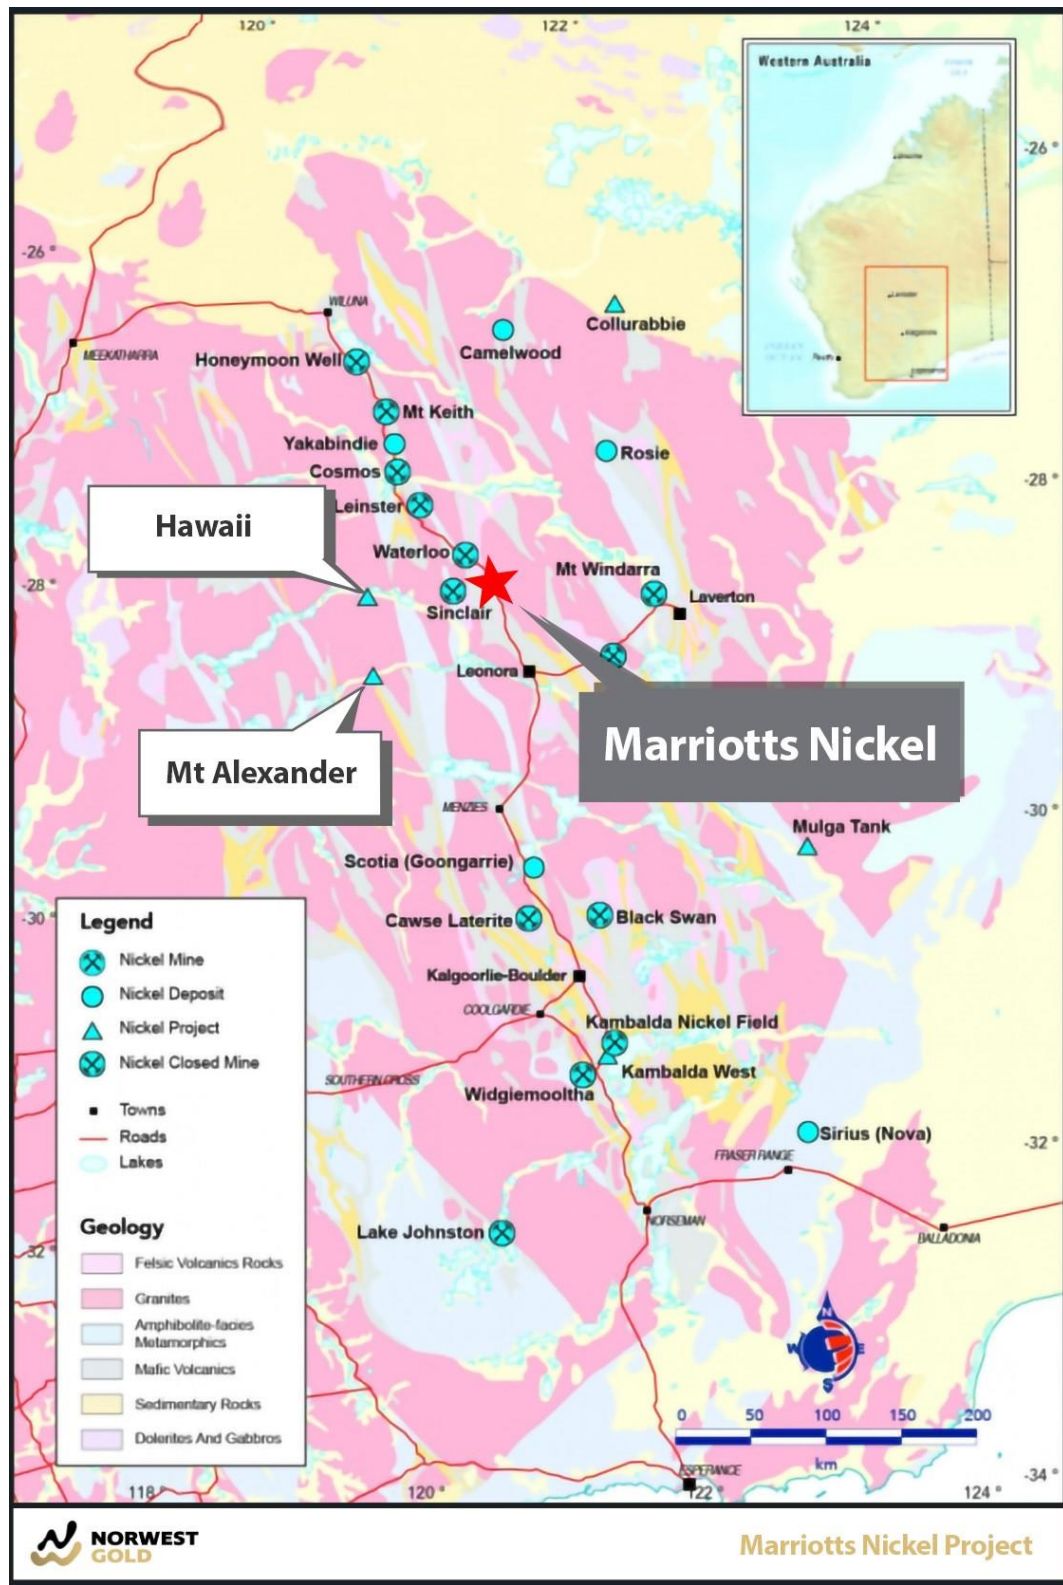 120 °
122 °
124 °
Western Australia
-26 °
-26 °
WILUNA
Collurabbie
MEEKATHARRA
Honeymoon Well
Camelwood
Perth
Mt Keith
Yakabindie
Rosie
Cosmos
-28 °
Leinster
Hawaii
Waterloo
Mt Windarra
-28 °
Laverton
Sinclair
Leonora
Marriotts Nickel
Mt Alexander
MENZIES
-30 °
Mulga Tank
Scotia (Goongarrie)
-30 °
Cawse Laterite
Black Swan
Kalgoorlie-Boulder
COOLGARDIE
Kambalda Nickel Field
SOUTHERN CROSS
Kambalda West
Widgiemooltha
Sirius (Nova)
-32 °
FRASER RANGE
NORSEMAN
Lake Johnston
BALLADONIA
-32 °
Legend
Nickel Mine
Nickel Deposit
Nickel Project
Nickel Closed Mine
Towns
Roads
Lakes
Geology
Felsic Volcanics Rocks
Granites
Amphibolite-facies
Metamorphics
Mafic Volcanics
Sedimentary Rocks
Dolerites And Gabbros
N
W E
S
0 50 100 150 200
km
ESPERANCE
-34 °
118 °
120 °
122 °
124 °
NORWEST
GOLD
Marriotts Nickel Project